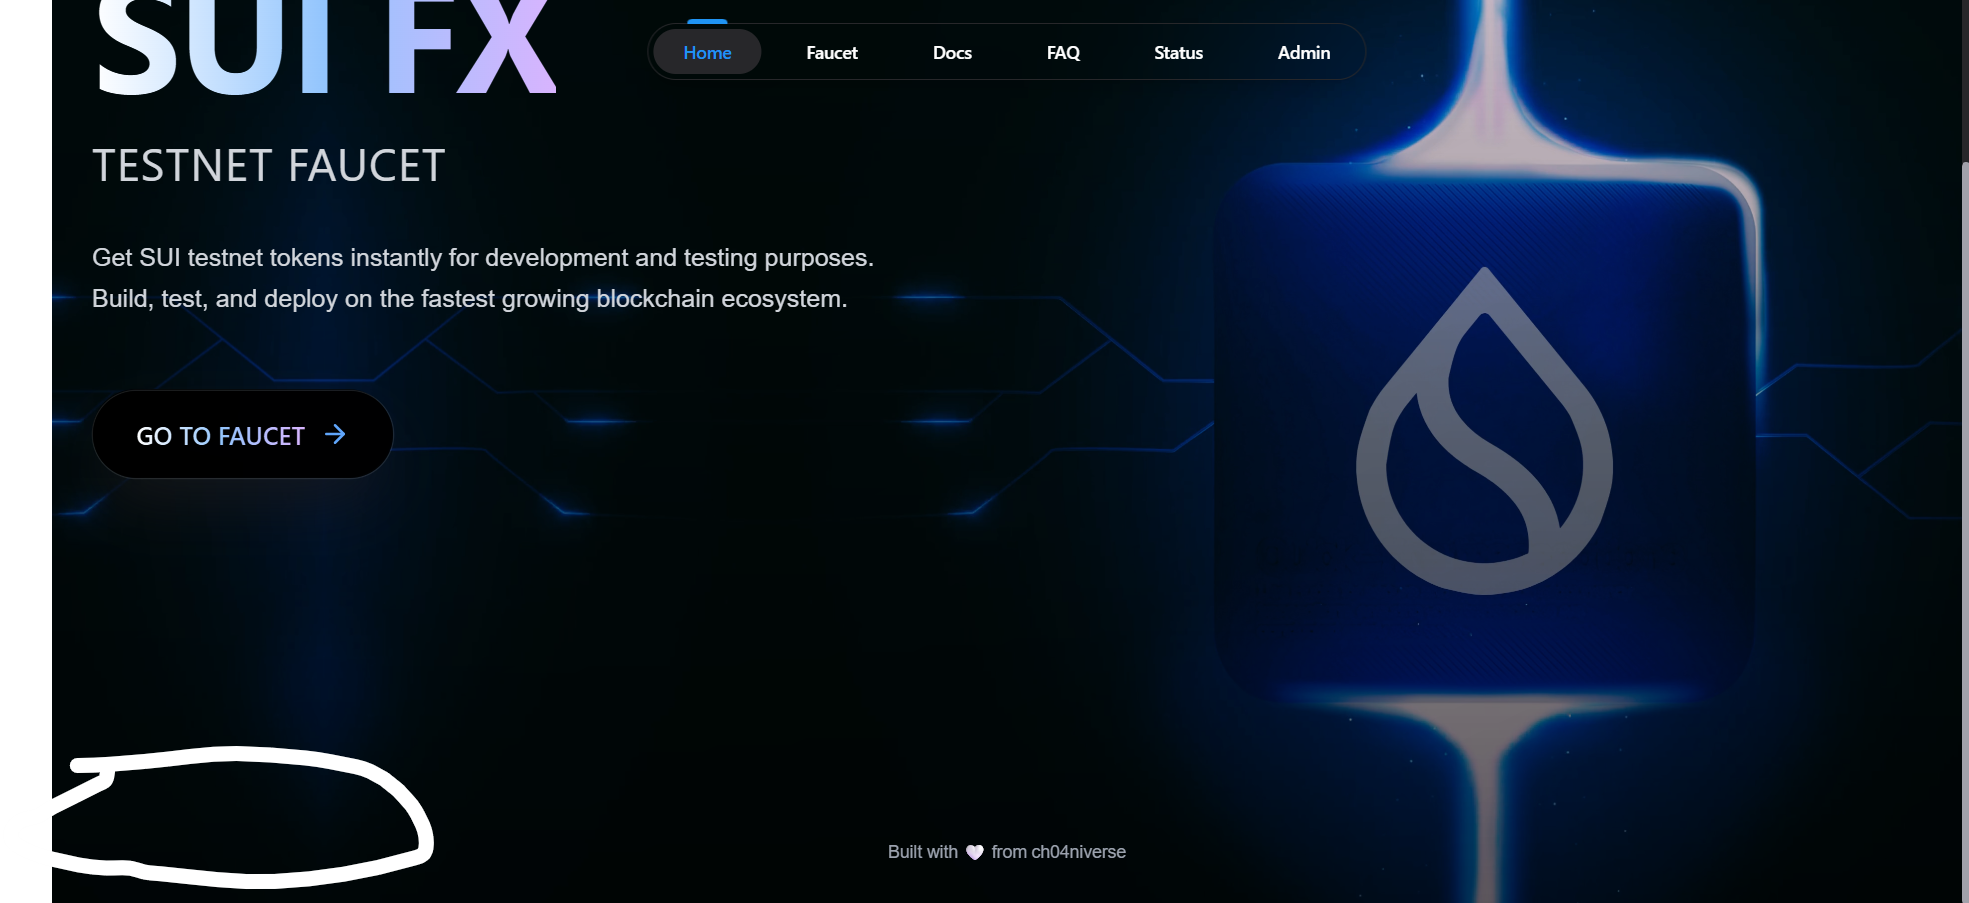 SUI FX
Home Faucet Docs FAQ Status Admin
TESTNET FAUCET
Get SUI testnet tokens instantly for development and testing purposes.
Build, test, and deploy on the fastest growing blockchain ecosystem.
GO TO FAUCET →
Built with 🤍 from ch04niverse